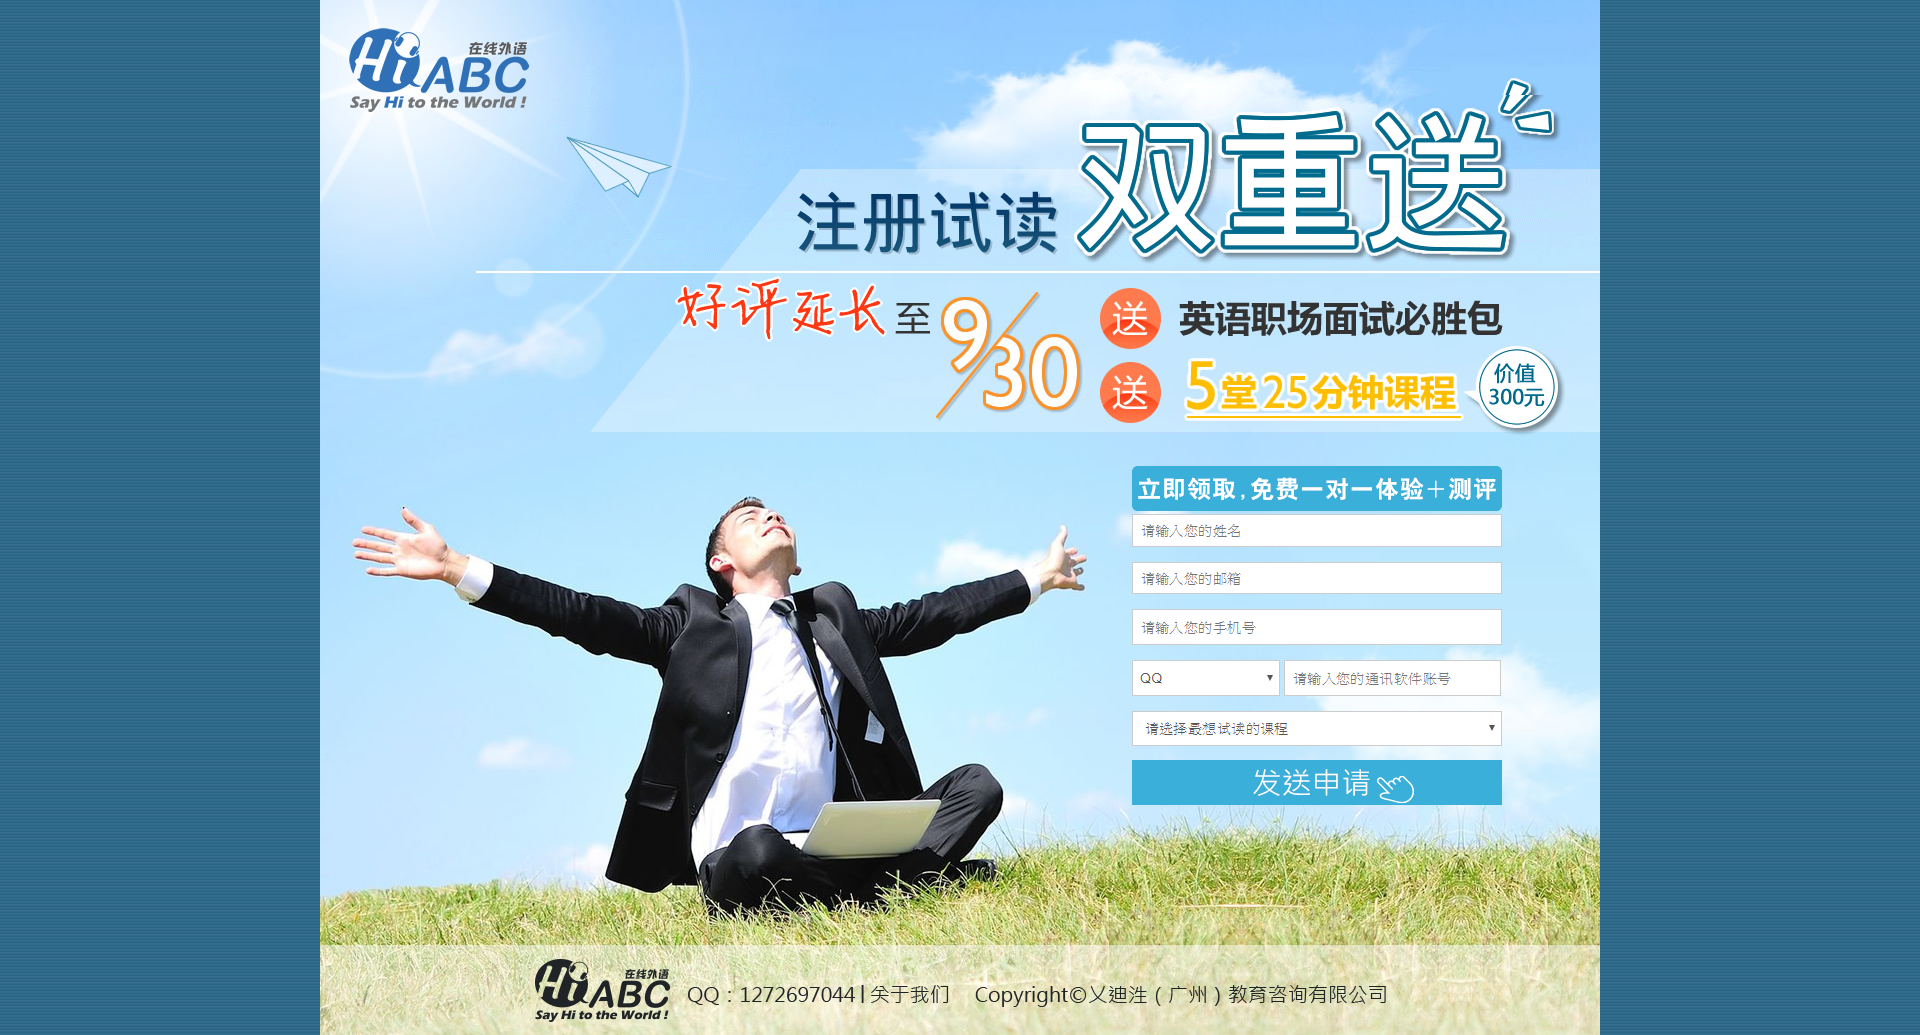 Hi ABC 在线外语
Say Hi to the World !
注册试读 双重送
好评延长至 9/30
送 英语职场面试必胜包
送 5堂25分钟课程
价值
300元
立即领取,免费一对一体验+测评
请输入您的姓名
请输入您的邮箱
请输入您的手机号
QQ 请输入您的通讯软件账号
请选择最想试读的课程
发送申请
Hi ABC 在线外语
Say Hi to the World !
QQ：1272697044 | 关于我们 Copyright©乂迪泩（广州）教育咨询有限公司